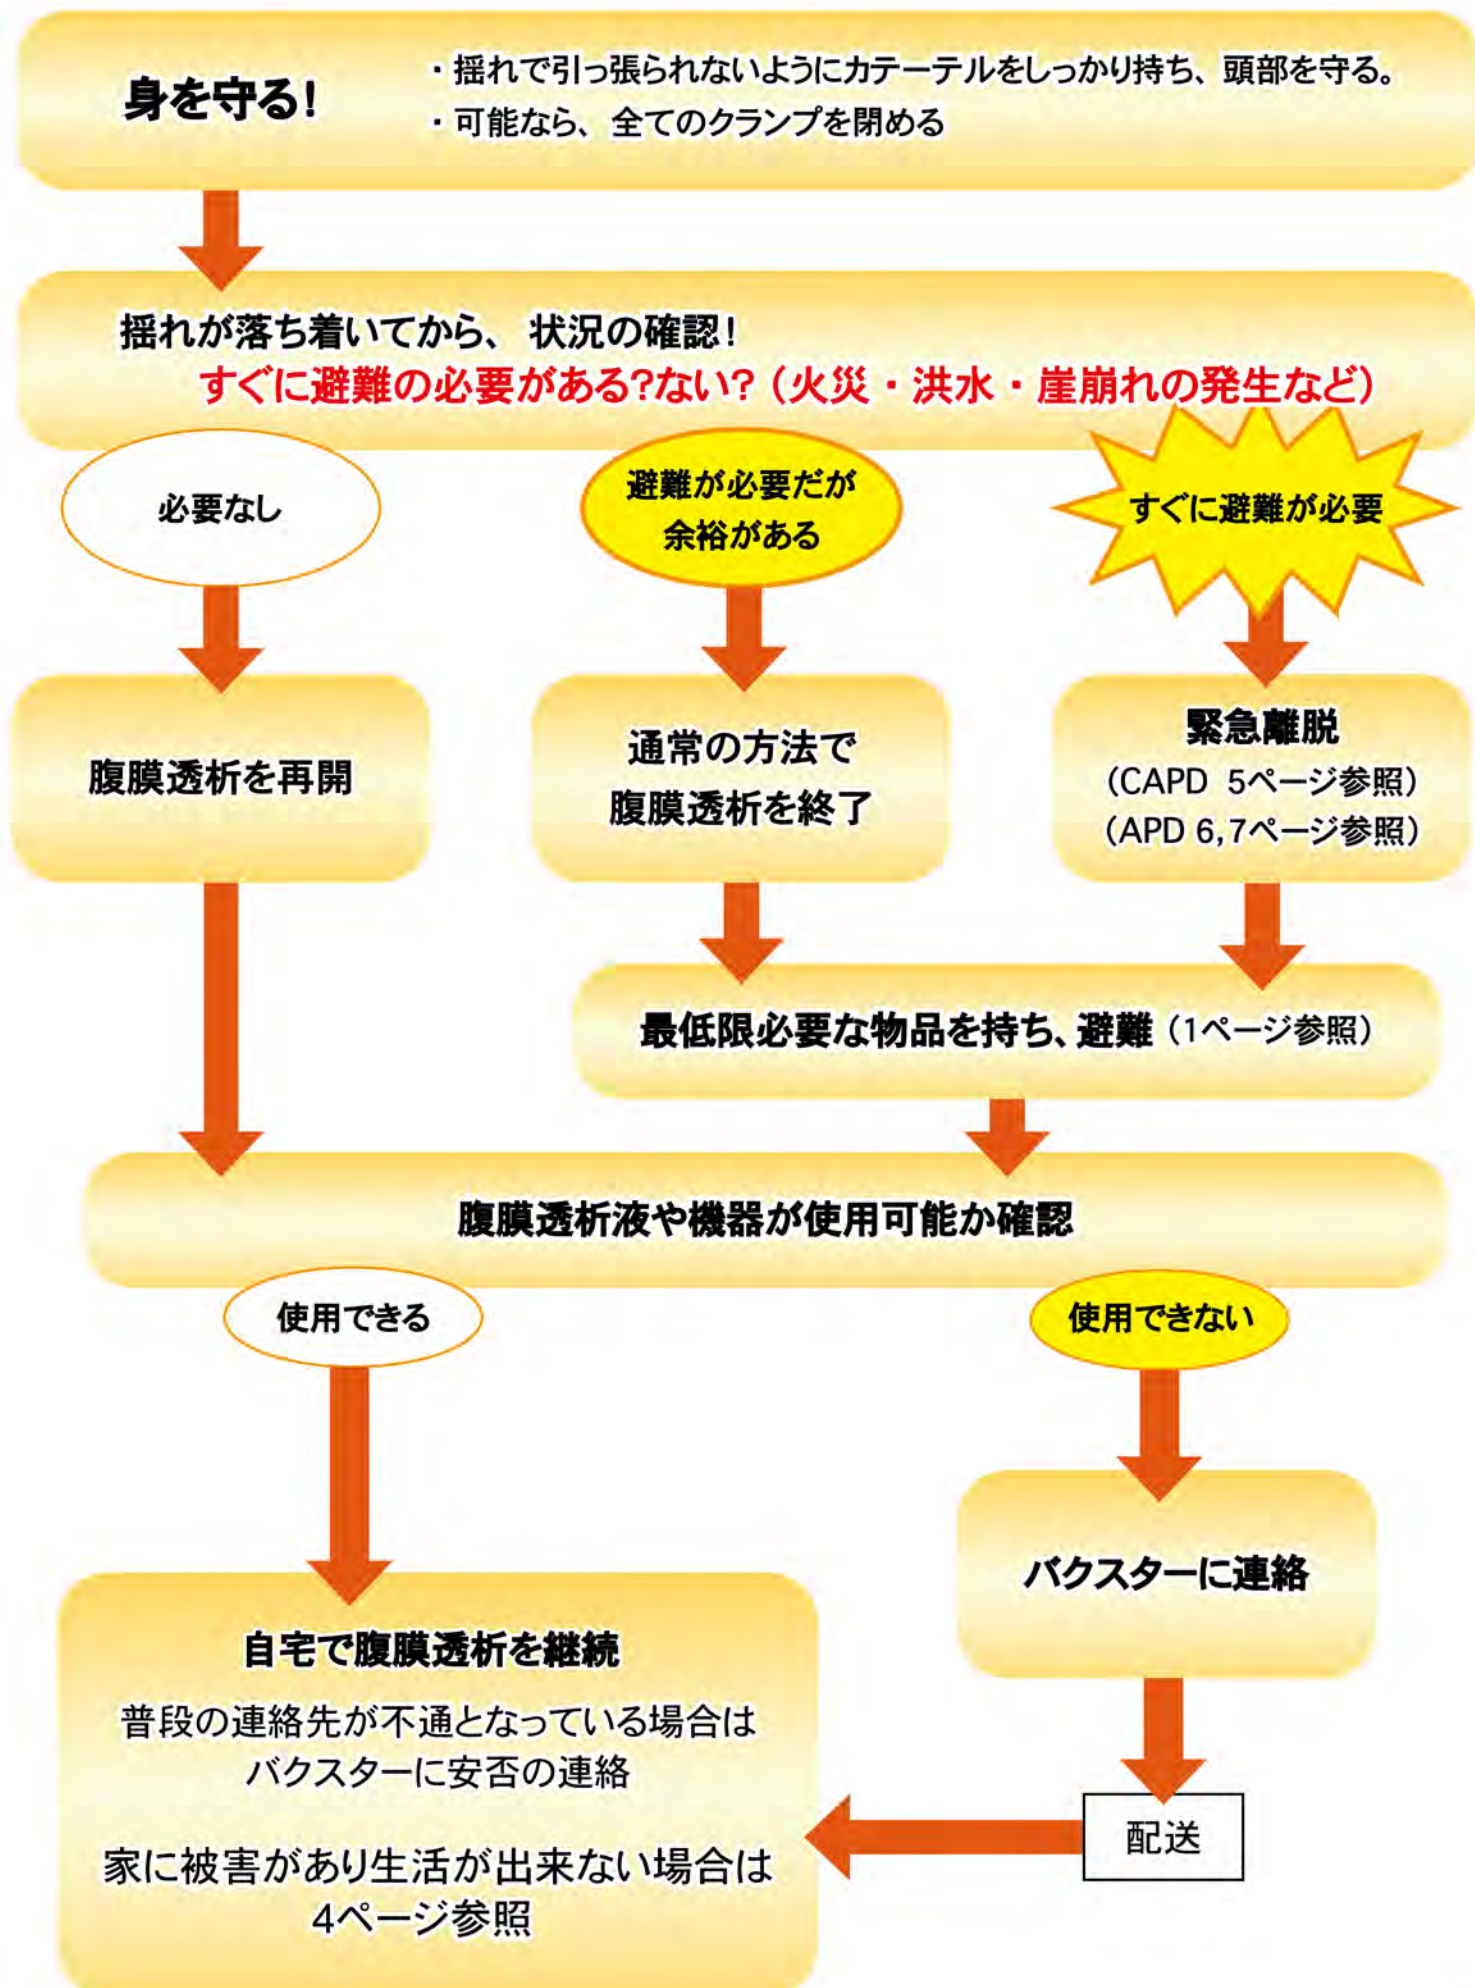 身を守る！
・揺れで引っ張られないようにカテーテルをしっかり持ち、頭部を守る。
・可能なら、全てのクランプを閉める
揺れが落ち着いてから、状況の確認！
すぐに避難の必要がある?ない?（火災・洪水・崖崩れの発生など）
必要なし
避難が必要だが
余裕がある
すぐに避難が必要
腹膜透析を再開
通常の方法で
腹膜透析を終了
緊急離脱
（CAPD 5ページ参照）
（APD 6,7ページ参照）
最低限必要な物品を持ち、避難（1ページ参照）
腹膜透析液や機器が使用可能か確認
使用できる
使用できない
バクスターに連絡
自宅で腹膜透析を継続
普段の連絡先が不通となっている場合は
バクスターに安否の連絡
家に被害があり生活が出来ない場合は
4ページ参照
配送